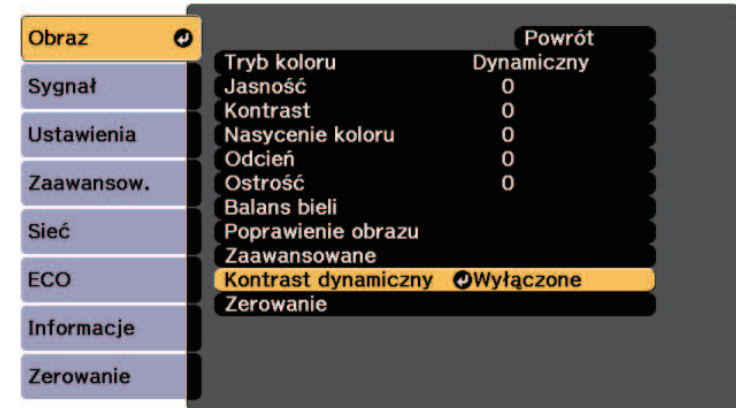 Obraz
Sygnał
Ustawienia
Zaawansow.
Sieć
ECO
Informacje
Zerowanie
Powrót
Tryb koloru Dynamiczny
Jasność 0
Kontrast 0
Nasycenie koloru 0
Odcień 0
Ostrość 0
Balans bieli
Poprawienie obrazu
Zaawansowane
Kontrast dynamiczny Wyłączone
Zerowanie